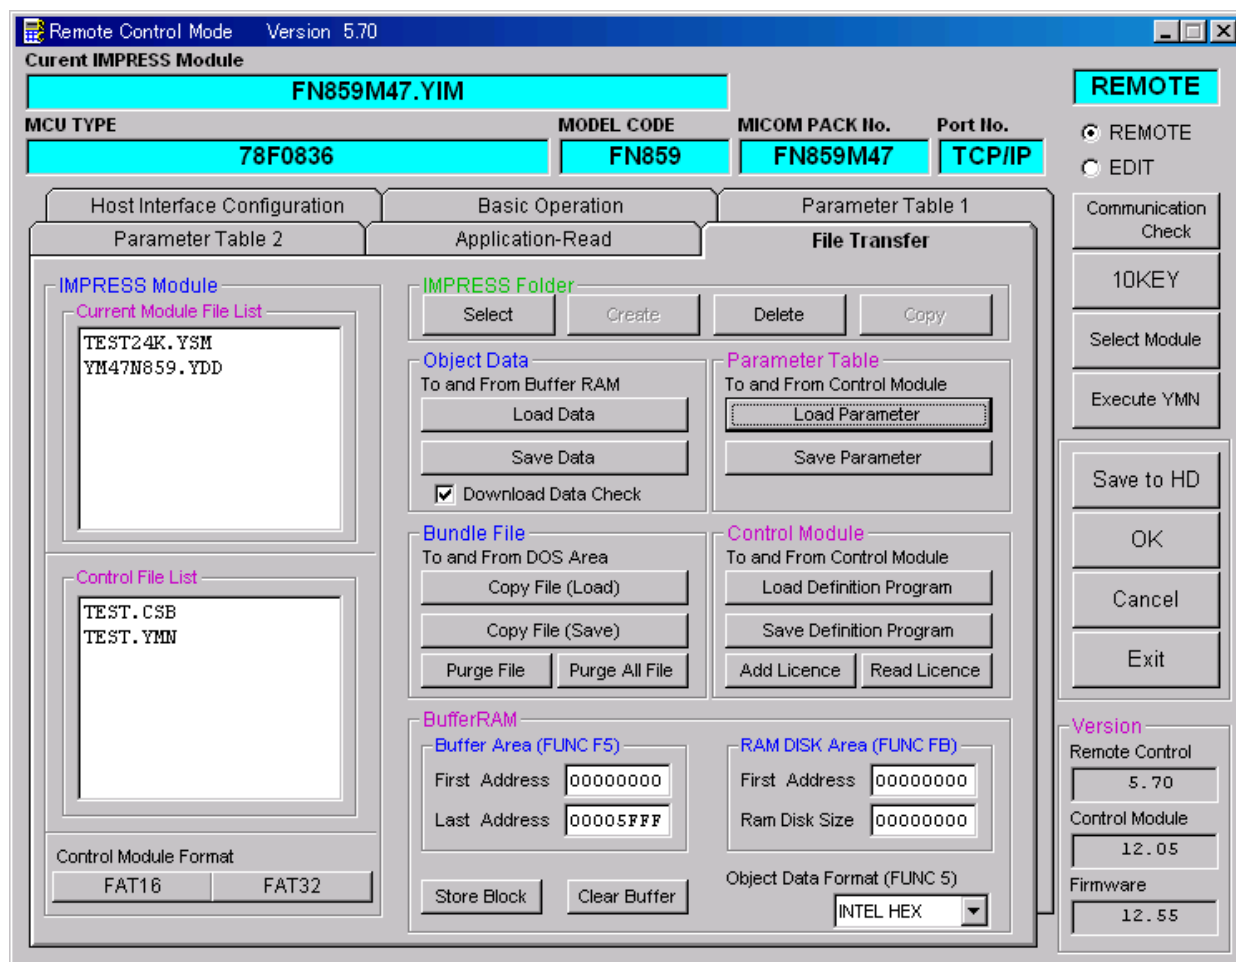 Remote Control Mode Version 5.70
Curent IMPRESS Module
FN859M47.YIM
REMOTE
MCU TYPE
MODEL CODE
MICOM PACK No.
Port No.
78F0836
FN859
FN859M47
TCP/IP
REMOTE
EDIT
Host Interface Configuration
Basic Operation
Parameter Table 1
Parameter Table 2
Application-Read
File Transfer
Communication
Check
10KEY
Select Module
Execute YMN
Save to HD
OK
Cancel
Exit
IMPRESS Module
Current Module File List
TEST24K.YSM
YM47N859.YDD
Control File List
TEST.CSB
TEST.YMN
Control Module Format
FAT16
FAT32
IMPRESS Folder
Select
Create
Delete
Copy
Object Data
To and From Buffer RAM
Load Data
Save Data
Download Data Check
Parameter Table
To and From Control Module
Load Parameter
Save Parameter
Bundle File
To and From DOS Area
Copy File (Load)
Copy File (Save)
Purge File
Purge All File
Control Module
To and From Control Module
Load Definition Program
Save Definition Program
Add Licence
Read Licence
BufferRAM
Buffer Area (FUNC F5)
First Address 00000000
Last Address 00005FFF
RAM DISK Area (FUNC FB)
First Address 00000000
Ram Disk Size 00000000
Store Block
Clear Buffer
Object Data Format (FUNC 5)
INTEL HEX
Version
Remote Control
5.70
Control Module
12.05
Firmware
12.55